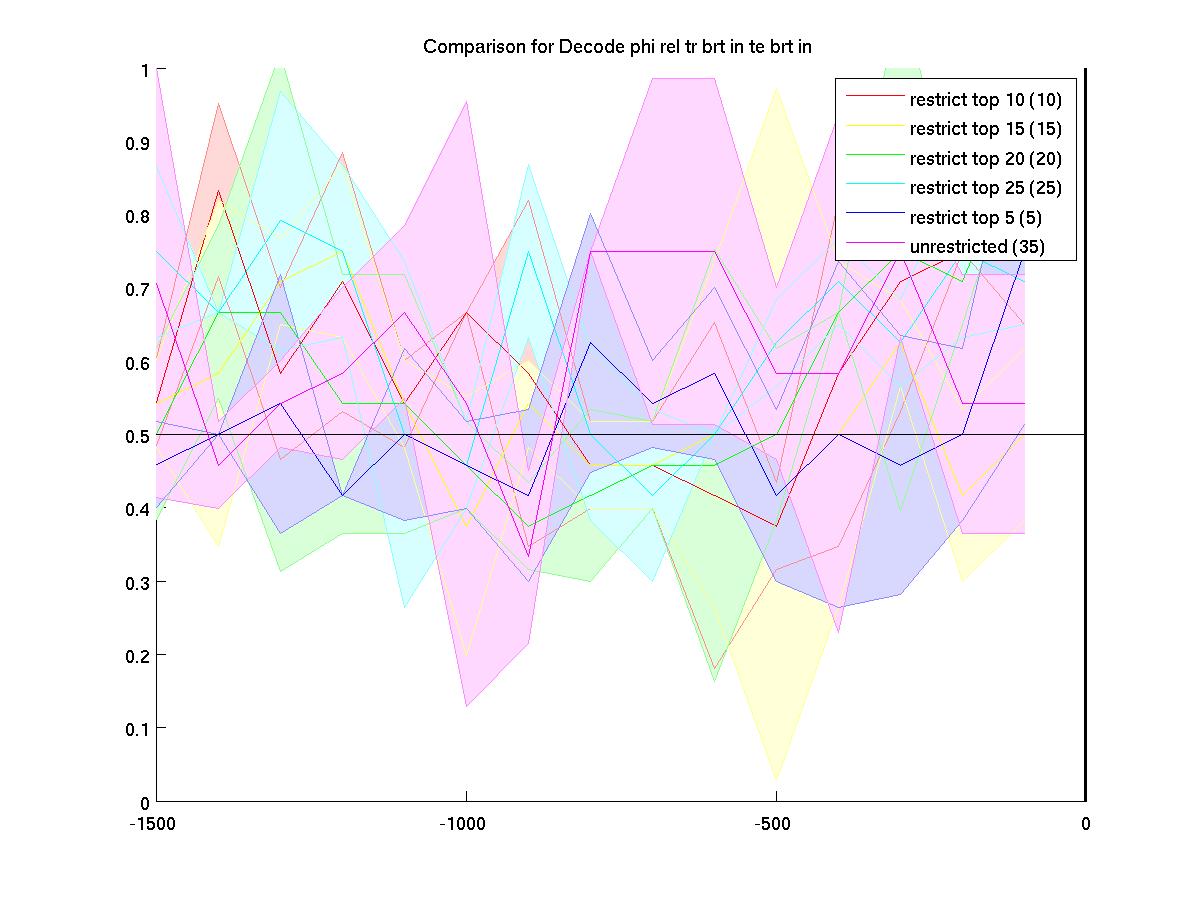 Comparison for Decode phi rel tr brt in te brt in
1
0.9
0.8
0.7
0.6
0.5
0.4
0.3
0.2
0.1
0
-1500
-1000
-500
0
restrict top 10 (10)
restrict top 15 (15)
restrict top 20 (20)
restrict top 25 (25)
restrict top 5 (5)
unrestricted (35)